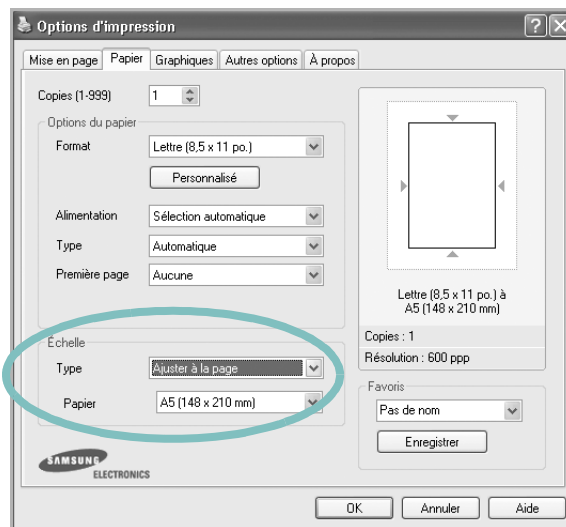 Options d'impression
Mise en page Papier Graphiques Autres options À propos
Copies (1-999) 1
Options du papier
Format Lettre (8,5 x 11 po.)
Personnalisé
Alimentation Sélection automatique
Type Automatique
Première page Aucune
Échelle
Type Ajuster à la page
Papier A5 (148 x 210 mm)
SAMSUNG
ELECTRONICS
Lettre (8,5 x 11 po.) à
A5 (148 x 210 mm)
Copies : 1
Résolution : 600 ppp
Favoris
Pas de nom
Enregistrer
OK Annuler Aide